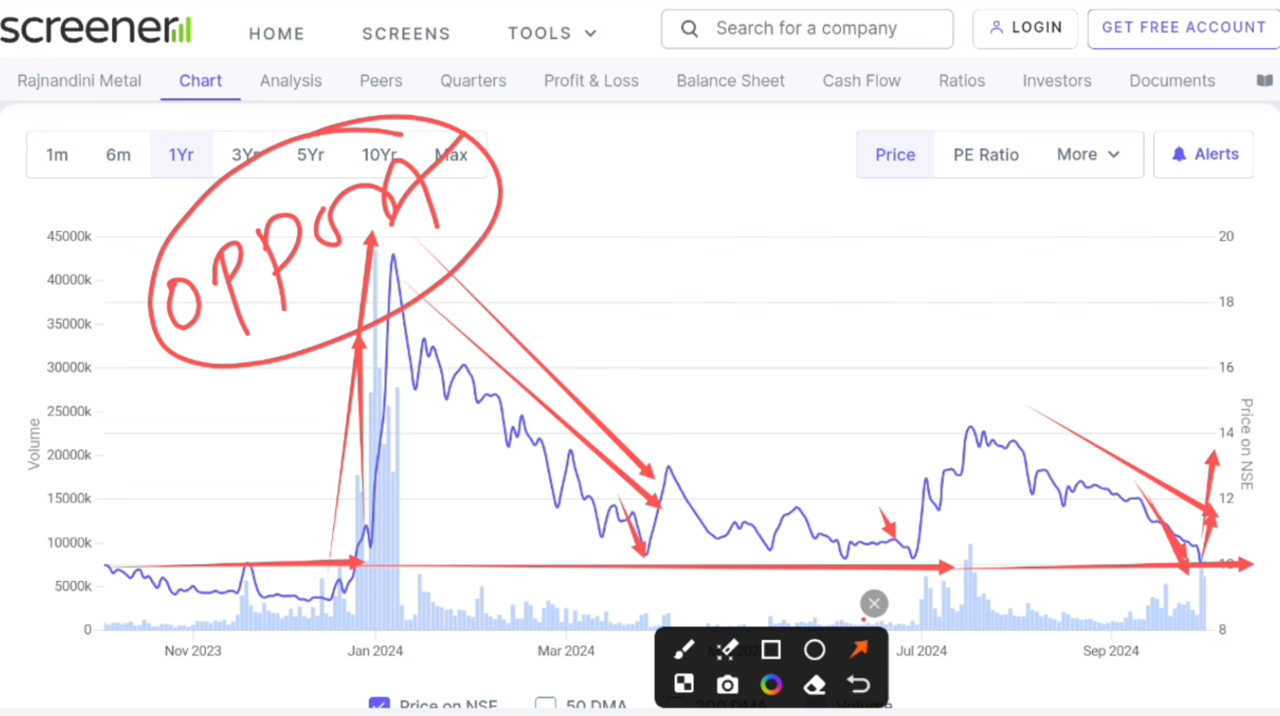 screener
HOME SCREENS TOOLS
Search for a company
LOGIN
GET FREE ACCOUNT
Rajnandini Metal Chart Analysis Peers Quarters Profit & Loss Balance Sheet Cash Flow Ratios Investors Documents
1m 6m 1Yr 3Yr 5Yr 10Yr Max
Price PE Ratio More
Alerts
45000k 20
40000k
18
35000k
30000k 16
25000k
14
20000k
15000k 12
10000k
10
5000k
0 8
Volume
Price on NSE
Nov 2023 Jan 2024 Mar 2024 Jul 2024 Sep 2024
Price on NSE 50 DMA 200 DMA Volume